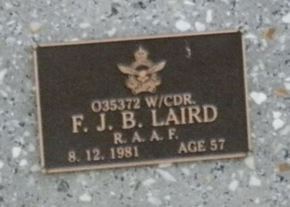 O35372 W/CDR.
F. J. B. LAIRD
R. A. A. F.
8. 12. 1981 AGE 57